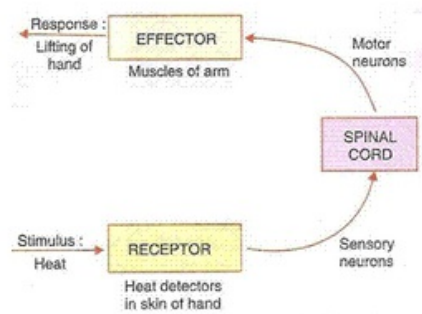 Response :
Lifting of
hand
EFFECTOR
Muscles of arm
Motor
neurons
SPINAL
CORD
Stimulus :
Heat
RECEPTOR
Heat detectors
in skin of hand
Sensory
neurons